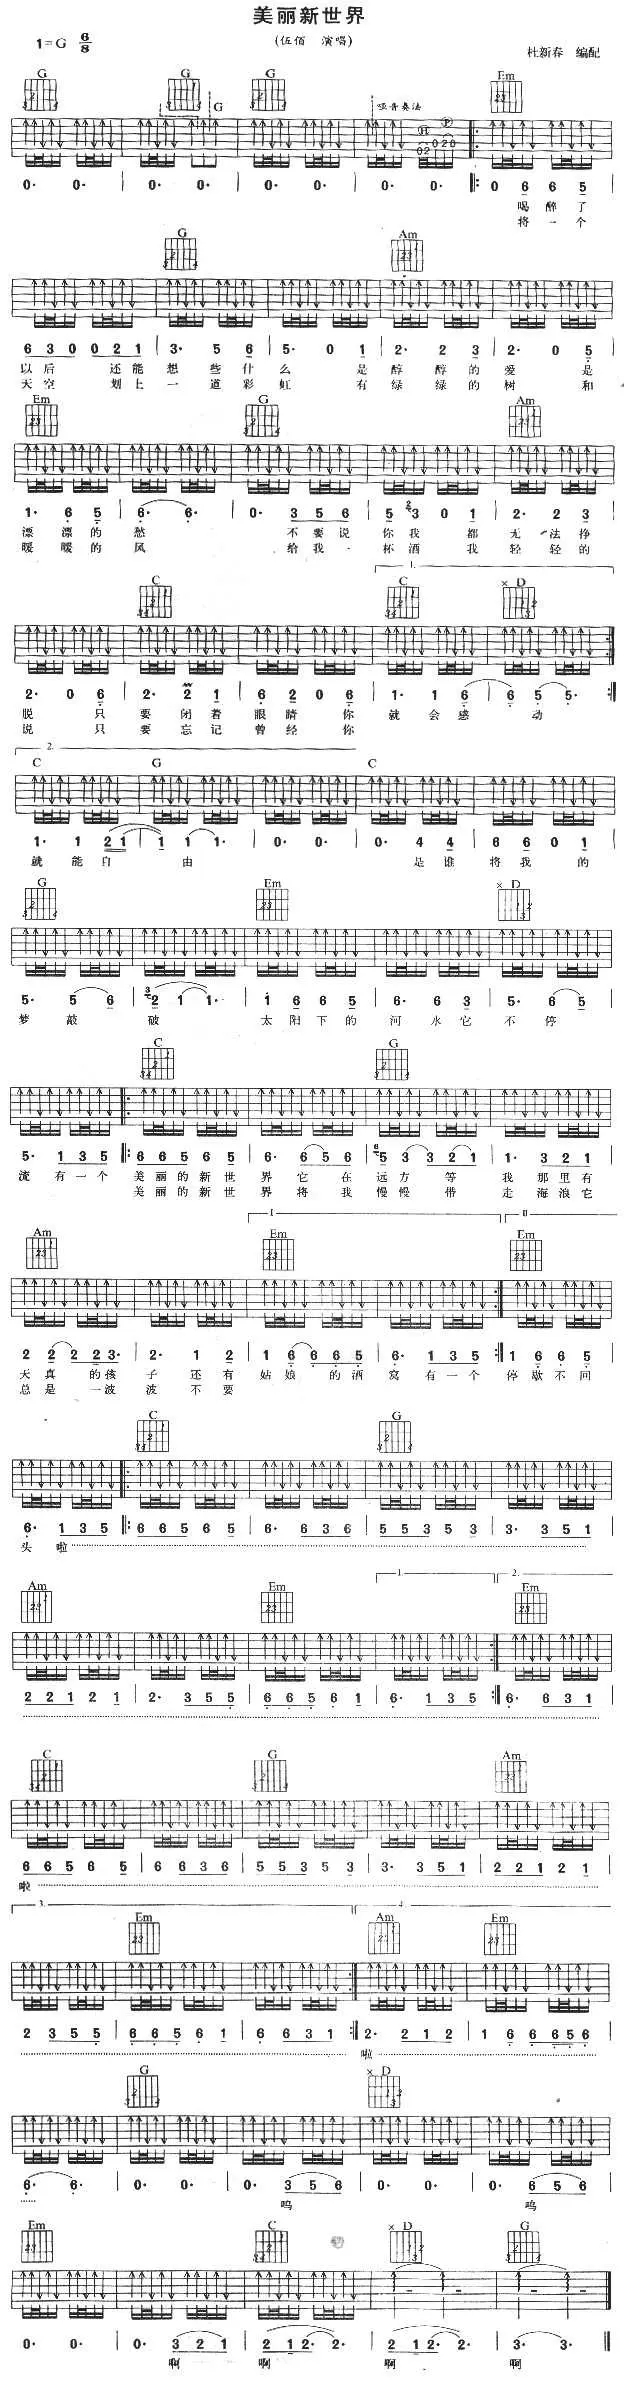 美丽新世界
1=G 6/8
(伍佰 演唱)
杜新春 编配
G G G Em
G 哑音奏法
H P
02 020
0· 0· | 0· 0· | 0· 0· | 0· 0· |: 0 6 6 5
喝醉了
将一个
G Am
6 3 0 0 2 1 | 3· 5 6 | 5· 0 1 | 2· 2 3 | 2· 0 5
以后 还能想些什么 是醇醇的爱 是
天空 划上一道彩虹 有绿绿的树 和
Em G Am
1· 6 5 | 6· 6· | 0· 3 5 6 | 5 3 0 1 | 2· 2 3
漂漂的愁 不要说你我 都无法挣
暖暖的风 给我一杯酒 我轻轻的
1.
C C × D
2· 0 6 | 2· 2 1 | 6 2 0 6 | 1· 1 6 | 6 5 5· :|
脱 只要闭着眼睛你就会感动
说 只要忘记曾经你
2.
C G C
1· 1 2 1 | 1 1 1· | 0· 0· | 0· 4 4 | 6 6 0 1
就能自由 是谁将我的
G Em × D
5· 5 6 | 2 1 1· | 1 6 6 5 | 6· 6 3 | 5· 6 5
梦敲破 太阳下的河水它不停
C G
5· 1 3 5 |: 6 6 5 6 5 | 6· 6 5 6 | 5 3 3 2 1 | 1· 3 2 1
流 有一个美丽的新世界它在远方等 我那里有
美丽的新世界将我慢慢带 走海浪它
I II
Am Em Em
2 2 2 2 3· | 2· 1 2 | 1 6 6 6 5 | 6· 1 3 5 :| 1 6 6 5
天真的孩子还有姑娘的酒窝 有一个停歇不回
总是一波波不要
C G
6· 1 3 5 |: 6 6 5 6 5 | 6· 6 3 6 | 5 5 3 5 3 | 3· 3 5 1
头 啦
1. 2.
Am Em Em
2 2 1 2 1 | 2· 3 5 5 | 6 6 5 6 1 | 6· 1 3 5 :| 6· 6 3 1
C G Am
6 6 5 6 5 | 6 6 3 6 | 5 5 3 5 3 | 3· 3 5 1 | 2 2 1 2 1
啦
3. 4.
Em Am Em
2 3 5 5 | 6 6 5 6 1 | 6 6 3 1 :| 2· 2 1 2 | 1 6 6 5 6
啦
G × D
6· 6· | 0· 0· | 0· 3 5 6 | 0· 0· | 0· 6 5 6
呜 呜
Em C × D G
0· 0· | 0· 3 2 1 | 2 1 2· 2· | 2 1 2· 2· | 3· 3·
啊 啊 啊 啊